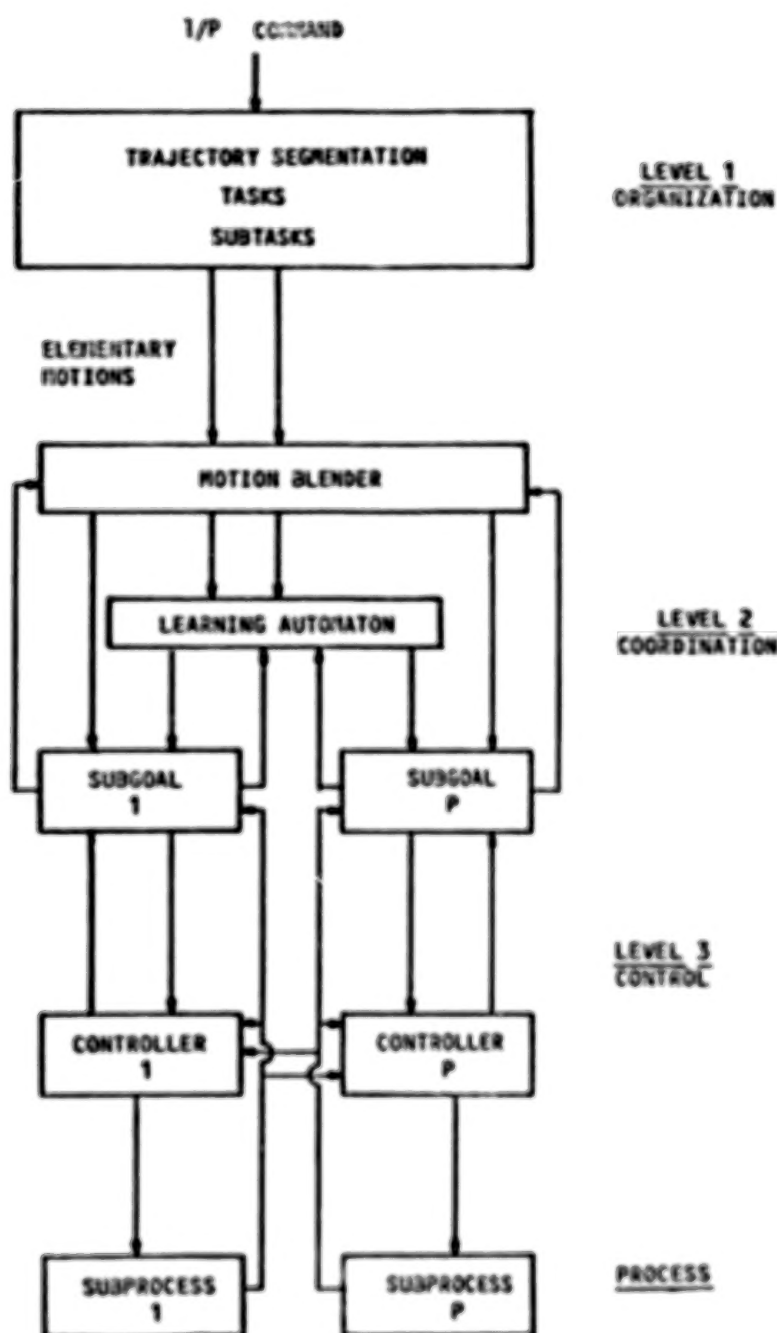 I/P COMMAND
TRAJECTORY SEGMENTATION
TASKS
SUBTASKS
LEVEL 1
ORGANIZATION
ELEMENTARY
MOTIONS
MOTION BLENDER
LEARNING AUTOMATON
LEVEL 2
COORDINATION
SUBGOAL
1
SUBGOAL
P
LEVEL 3
CONTROL
CONTROLLER
1
CONTROLLER
P
SUBPROCESS
1
SUBPROCESS
P
PROCESS